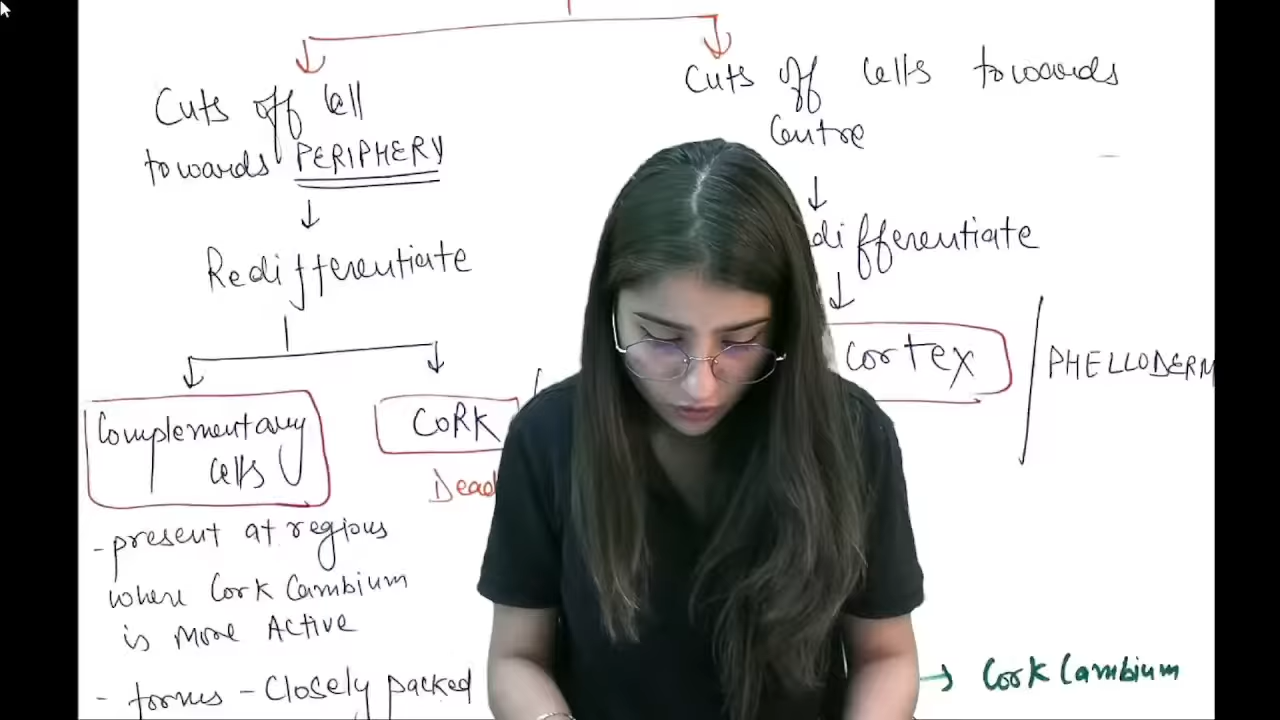 Cuts off Cell
towards PERIPHERY
Redifferentiate
Complementary
cells
CORK
Dead
- present at regions
where Cork Cambium
is more Active
- forms - closely packed
Cuts off cells towards
Centre
differentiate
Cortex
PHELLODERM
→ Cork Cambium